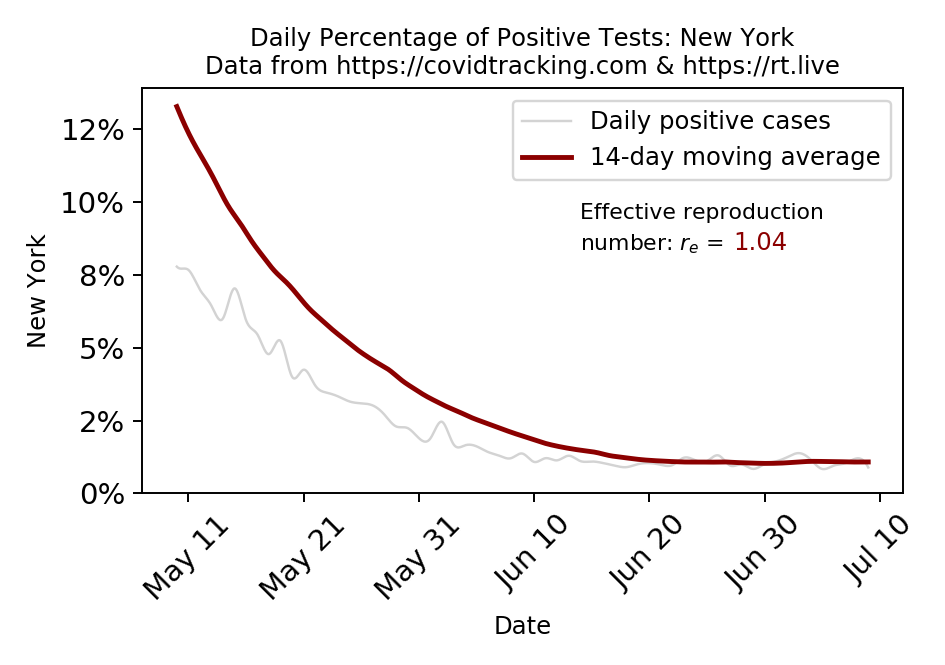 Daily Percentage of Positive Tests: New York
Data from https://covidtracking.com & https://rt.live
Daily positive cases
14-day moving average
Effective reproduction
number: rₑ = 1.04
12%
10%
8%
5%
2%
0%
New York
May 11
May 21
May 31
Jun 10
Jun 20
Jun 30
Jul 10
Date